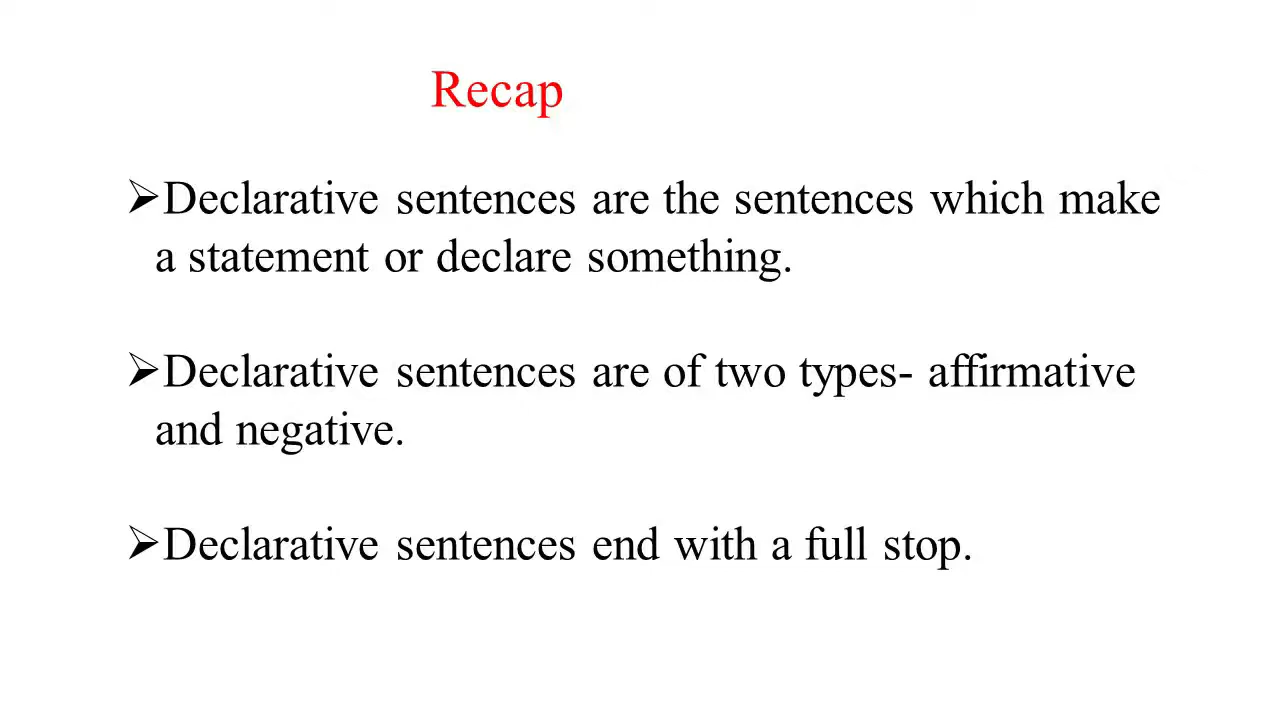 Recap
➢Declarative sentences are the sentences which make
a statement or declare something.
➢Declarative sentences are of two types- affirmative
and negative.
➢Declarative sentences end with a full stop.